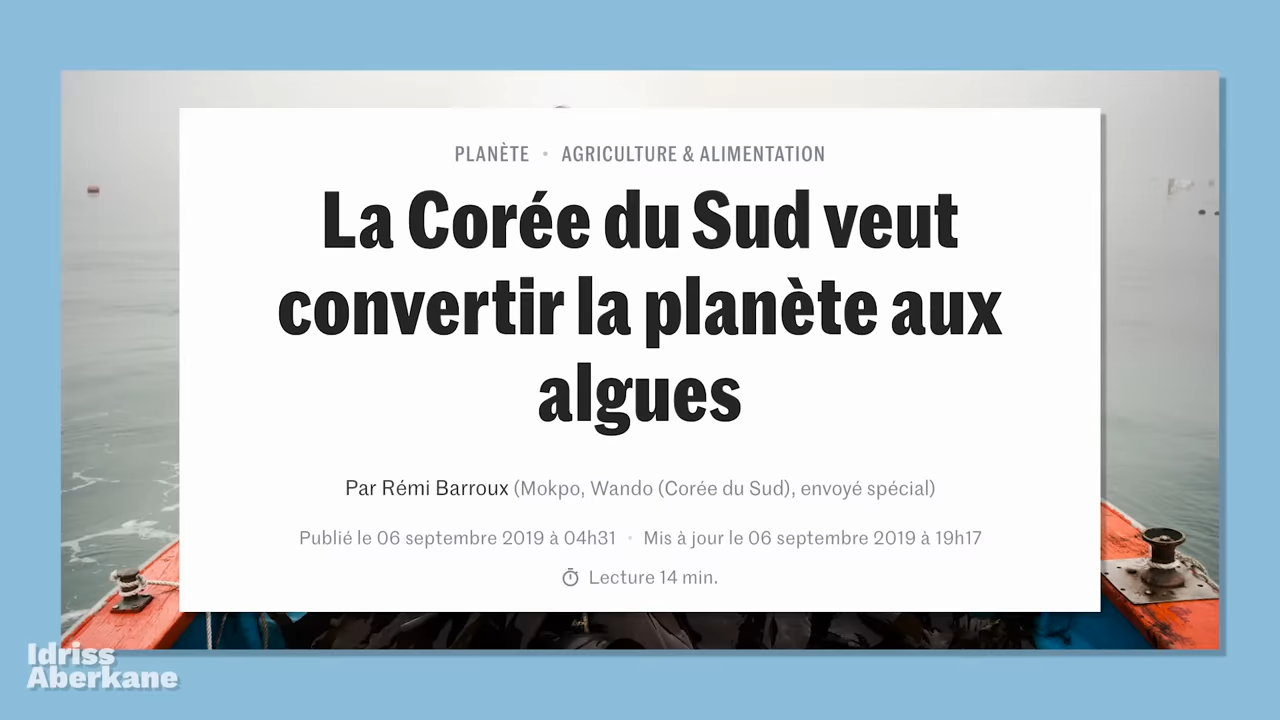 PLANÈTE • AGRICULTURE & ALIMENTATION
La Corée du Sud veut
convertir la planète aux
algues
Par Rémi Barroux (Mokpo, Wando (Corée du Sud), envoyé spécial)
Publié le 06 septembre 2019 à 04h31 • Mis à jour le 06 septembre 2019 à 19h17
Lecture 14 min.
Idriss
Aberkane